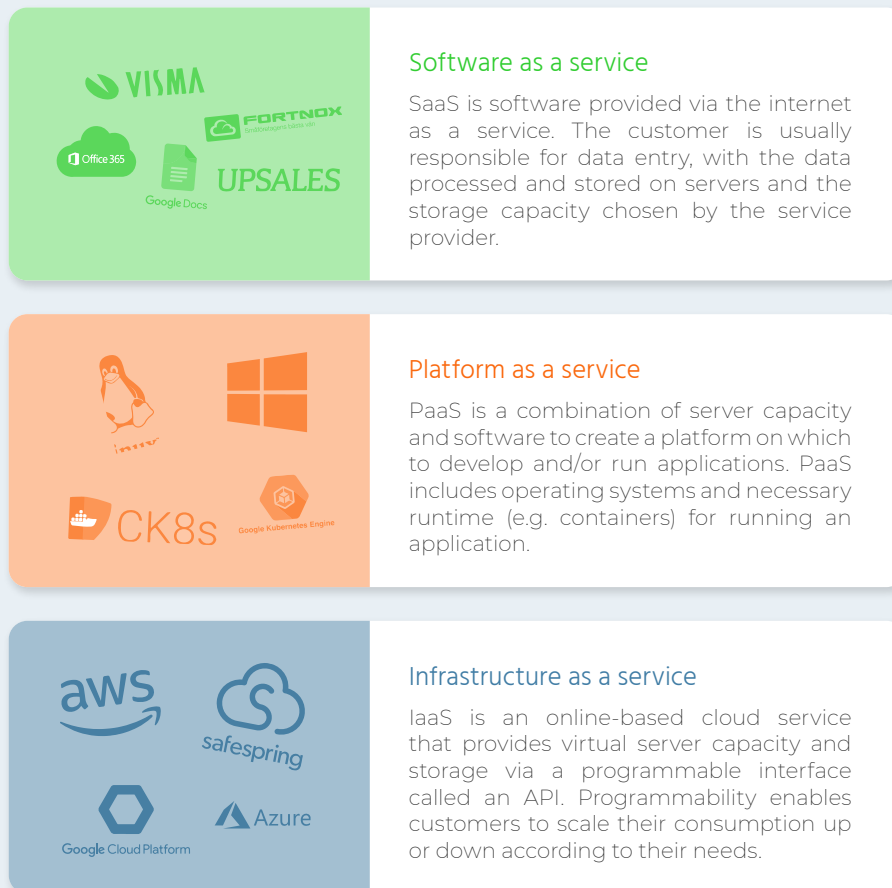 VISMA
FORTNOX
Office 365
Google Docs
UPSALES
Software as a service
SaaS is software provided via the internet
as a service. The customer is usually
responsible for data entry, with the data
processed and stored on servers and the
storage capacity chosen by the service
provider.
CK8s
Google Kubernetes Engine
Platform as a service
PaaS is a combination of server capacity
and software to create a platform on which
to develop and/or run applications. PaaS
includes operating systems and necessary
runtime (e.g. containers) for running an
application.
aws
safespring
Google Cloud Platform
Azure
Infrastructure as a service
IaaS is an online-based cloud service
that provides virtual server capacity and
storage via a programmable interface
called an API. Programmability enables
customers to scale their consumption up
or down according to their needs.